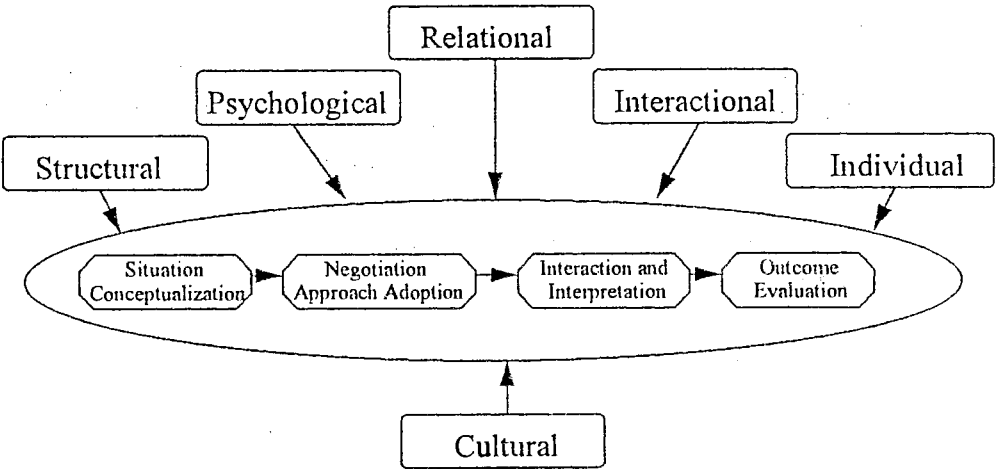 Relational
Psychological
Interactional
Structural
Individual
Situation
Conceptualization
Negotiation
Approach Adoption
Interaction and
Interpretation
Outcome
Evaluation
Cultural